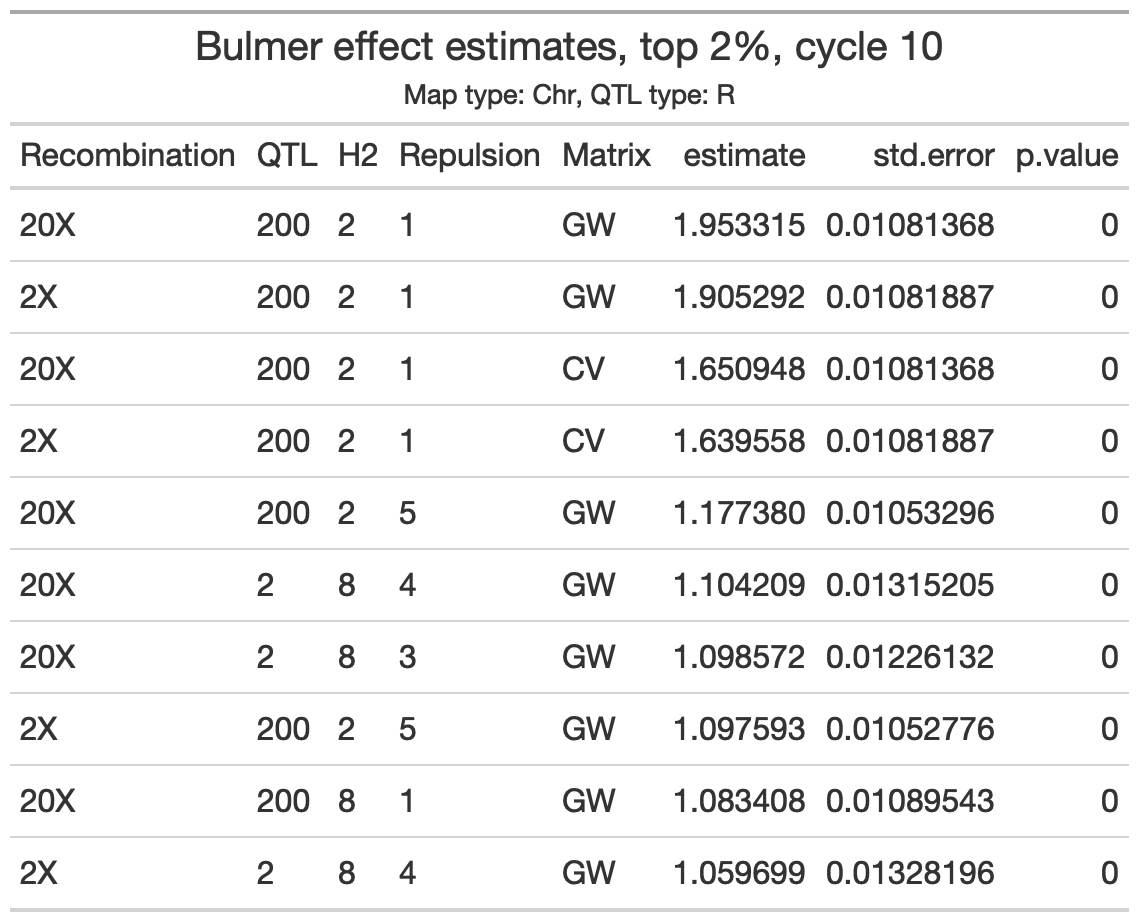 Bulmer effect estimates, top 2%, cycle 10
Map type: Chr, QTL type: R
Recombination QTL H2 Repulsion Matrix estimate std.error p.value
20X 200 2 1 GW 1.953315 0.01081368 0
2X 200 2 1 GW 1.905292 0.01081887 0
20X 200 2 1 CV 1.650948 0.01081368 0
2X 200 2 1 CV 1.639558 0.01081887 0
20X 200 2 5 GW 1.177380 0.01053296 0
20X 2 8 4 GW 1.104209 0.01315205 0
20X 2 8 3 GW 1.098572 0.01226132 0
2X 200 2 5 GW 1.097593 0.01052776 0
20X 200 8 1 GW 1.083408 0.01089543 0
2X 2 8 4 GW 1.059699 0.01328196 0